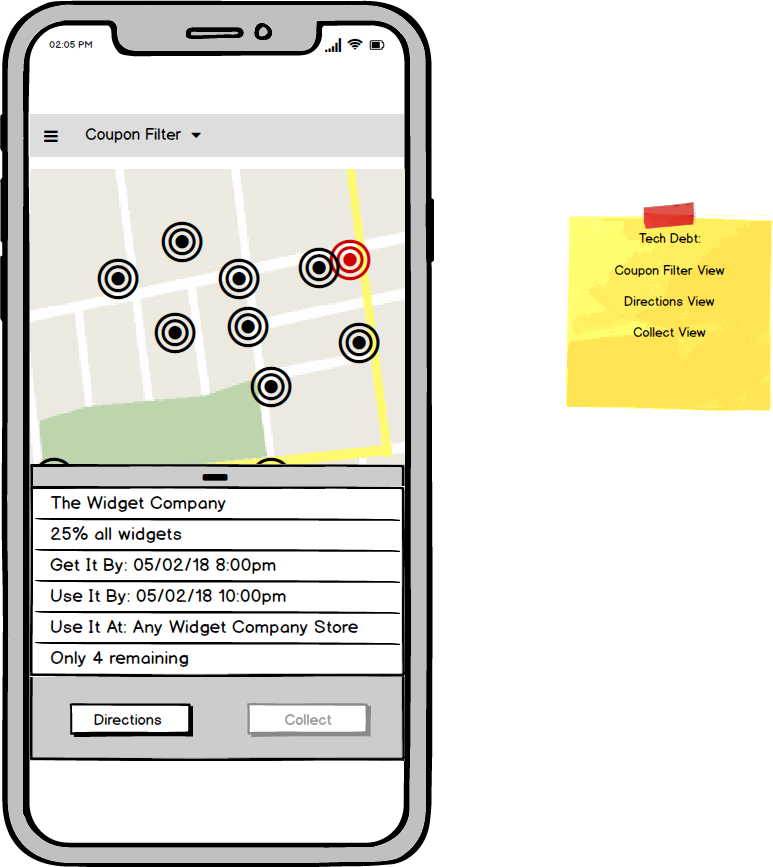 02:05 PM
Coupon Filter
The Widget Company
25% all widgets
Get It By: 05/02/18 8:00pm
Use It By: 05/02/18 10:00pm
Use It At: Any Widget Company Store
Only 4 remaining
Directions
Collect
Tech Debt:
Coupon Filter View
Directions View
Collect View